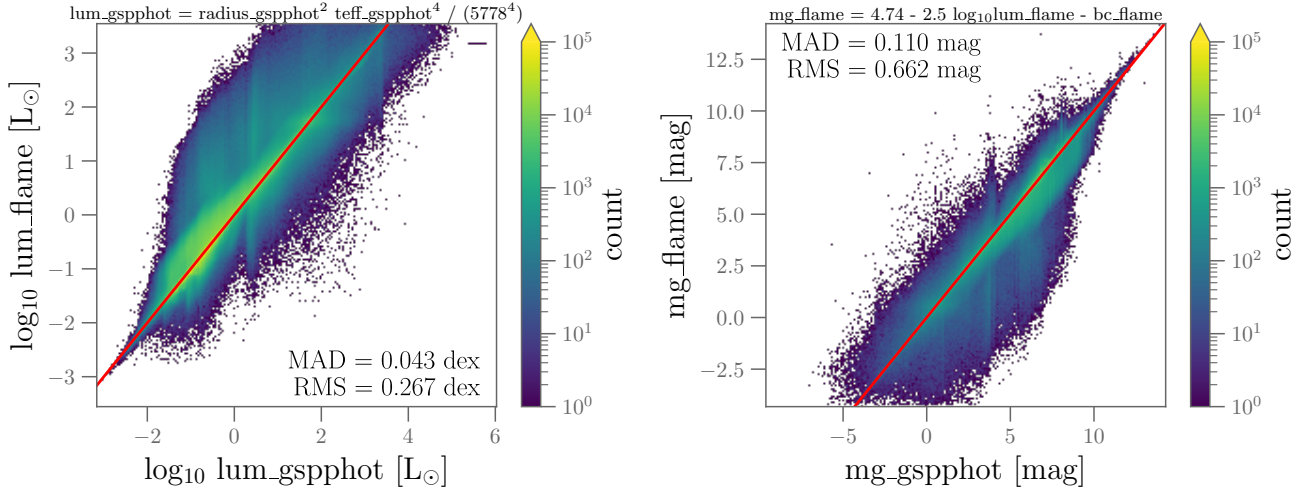 lum_gspphot = radius_gspphot² teff_gspphot⁴ / (5778⁴)
log₁₀ lum_flame [L⊙]
3
2
1
0
−1
−2
−3
MAD = 0.043 dex
RMS = 0.267 dex
−2 0 2 4 6
log₁₀ lum_gspphot [L⊙]
10⁵
10⁴
10³
10²
10¹
10⁰
count
mg_flame = 4.74 - 2.5 log₁₀lum_flame - bc_flame
MAD = 0.110 mag
RMS = 0.662 mag
mg_flame [mag]
12.5
10.0
7.5
5.0
2.5
0.0
−2.5
−5 0 5 10
mg_gspphot [mag]
10⁵
10⁴
10³
10²
10¹
10⁰
count